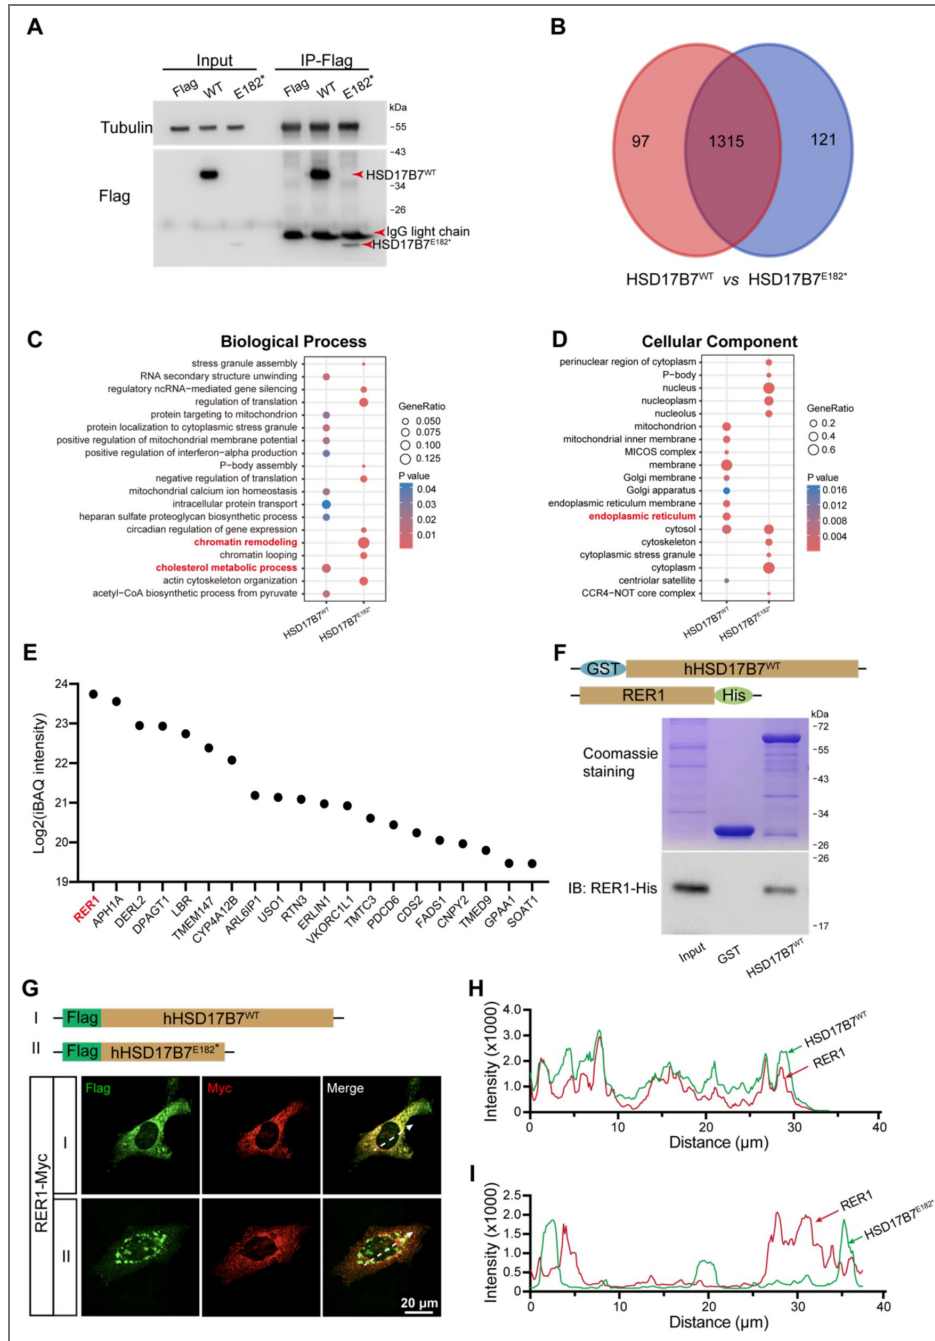 A
Input
IP-Flag
Flag
WT
E182*
Flag
WT
E182*
kDa
Tubulin
-55
-43
HSD17B7WT
-34
Flag
-26
IgG light chain
HSD17B7E182*
B
97
1315
121
HSD17B7WT vs HSD17B7E182*
C
Biological Process
stress granule assembly
RNA secondary structure unwinding
regulatory ncRNA−mediated gene silencing
regulation of translation
protein targeting to mitochondrion
protein localization to cytoplasmic stress granule
positive regulation of mitochondrial membrane potential
positive regulation of interferon-alpha production
P-body assembly
negative regulation of translation
mitochondrial calcium ion homeostasis
intracellular protein transport
heparan sulfate proteoglycan biosynthetic process
circadian regulation of gene expression
chromatin remodeling
chromatin looping
cholesterol metabolic process
actin cytoskeleton organization
acetyl−CoA biosynthetic process from pyruvate
HSD17B7WT
HSD17B7E182*
GeneRatio
0.050
0.075
0.100
0.125
P value
0.04
0.03
0.02
0.01
D
Cellular Component
perinuclear region of cytoplasm
P-body
nucleus
nucleoplasm
nucleolus
mitochondrion
mitochondrial inner membrane
MICOS complex
membrane
Golgi membrane
Golgi apparatus
endoplasmic reticulum membrane
endoplasmic reticulum
cytosol
cytoskeleton
cytoplasmic stress granule
cytoplasm
centriolar satellite
CCR4−NOT core complex
HSD17B7WT
HSD17B7E182*
GeneRatio
0.2
0.4
0.6
P value
0.016
0.012
0.008
0.004
E
Log2(iBAQ intensity)
24
23
22
21
20
19
RER1
APH1A
DERL2
DPAGT1
LBR
TMEM147
CYP4A12B
ARL6IP1
USO1
RTN3
ERLIN1
VKORC1L1
TMTC3
PDCD6
CDS2
FADS1
CNPY2
TMED9
GPAA1
SOAT1
F
GST
hHSD17B7WT
RER1
His
kDa
-72
Coomassie
staining
-55
-43
-34
-26
-26
IB: RER1-His
-17
Input
GST
HSD17B7WT
G
I
Flag
hHSD17B7WT
II
Flag
hHSD17B7E182*
RER1-Myc
Flag
Myc
Merge
I
II
20 μm
H
Intensity (x1000)
4.0
3.0
2.0
1.0
0
HSD17B7WT
RER1
0
10
20
30
40
Distance (μm)
I
Intensity (x1000)
2.5
2.0
1.5
1.0
0.5
0
RER1
HSD17B7E182*
0
10
20
30
40
Distance (μm)